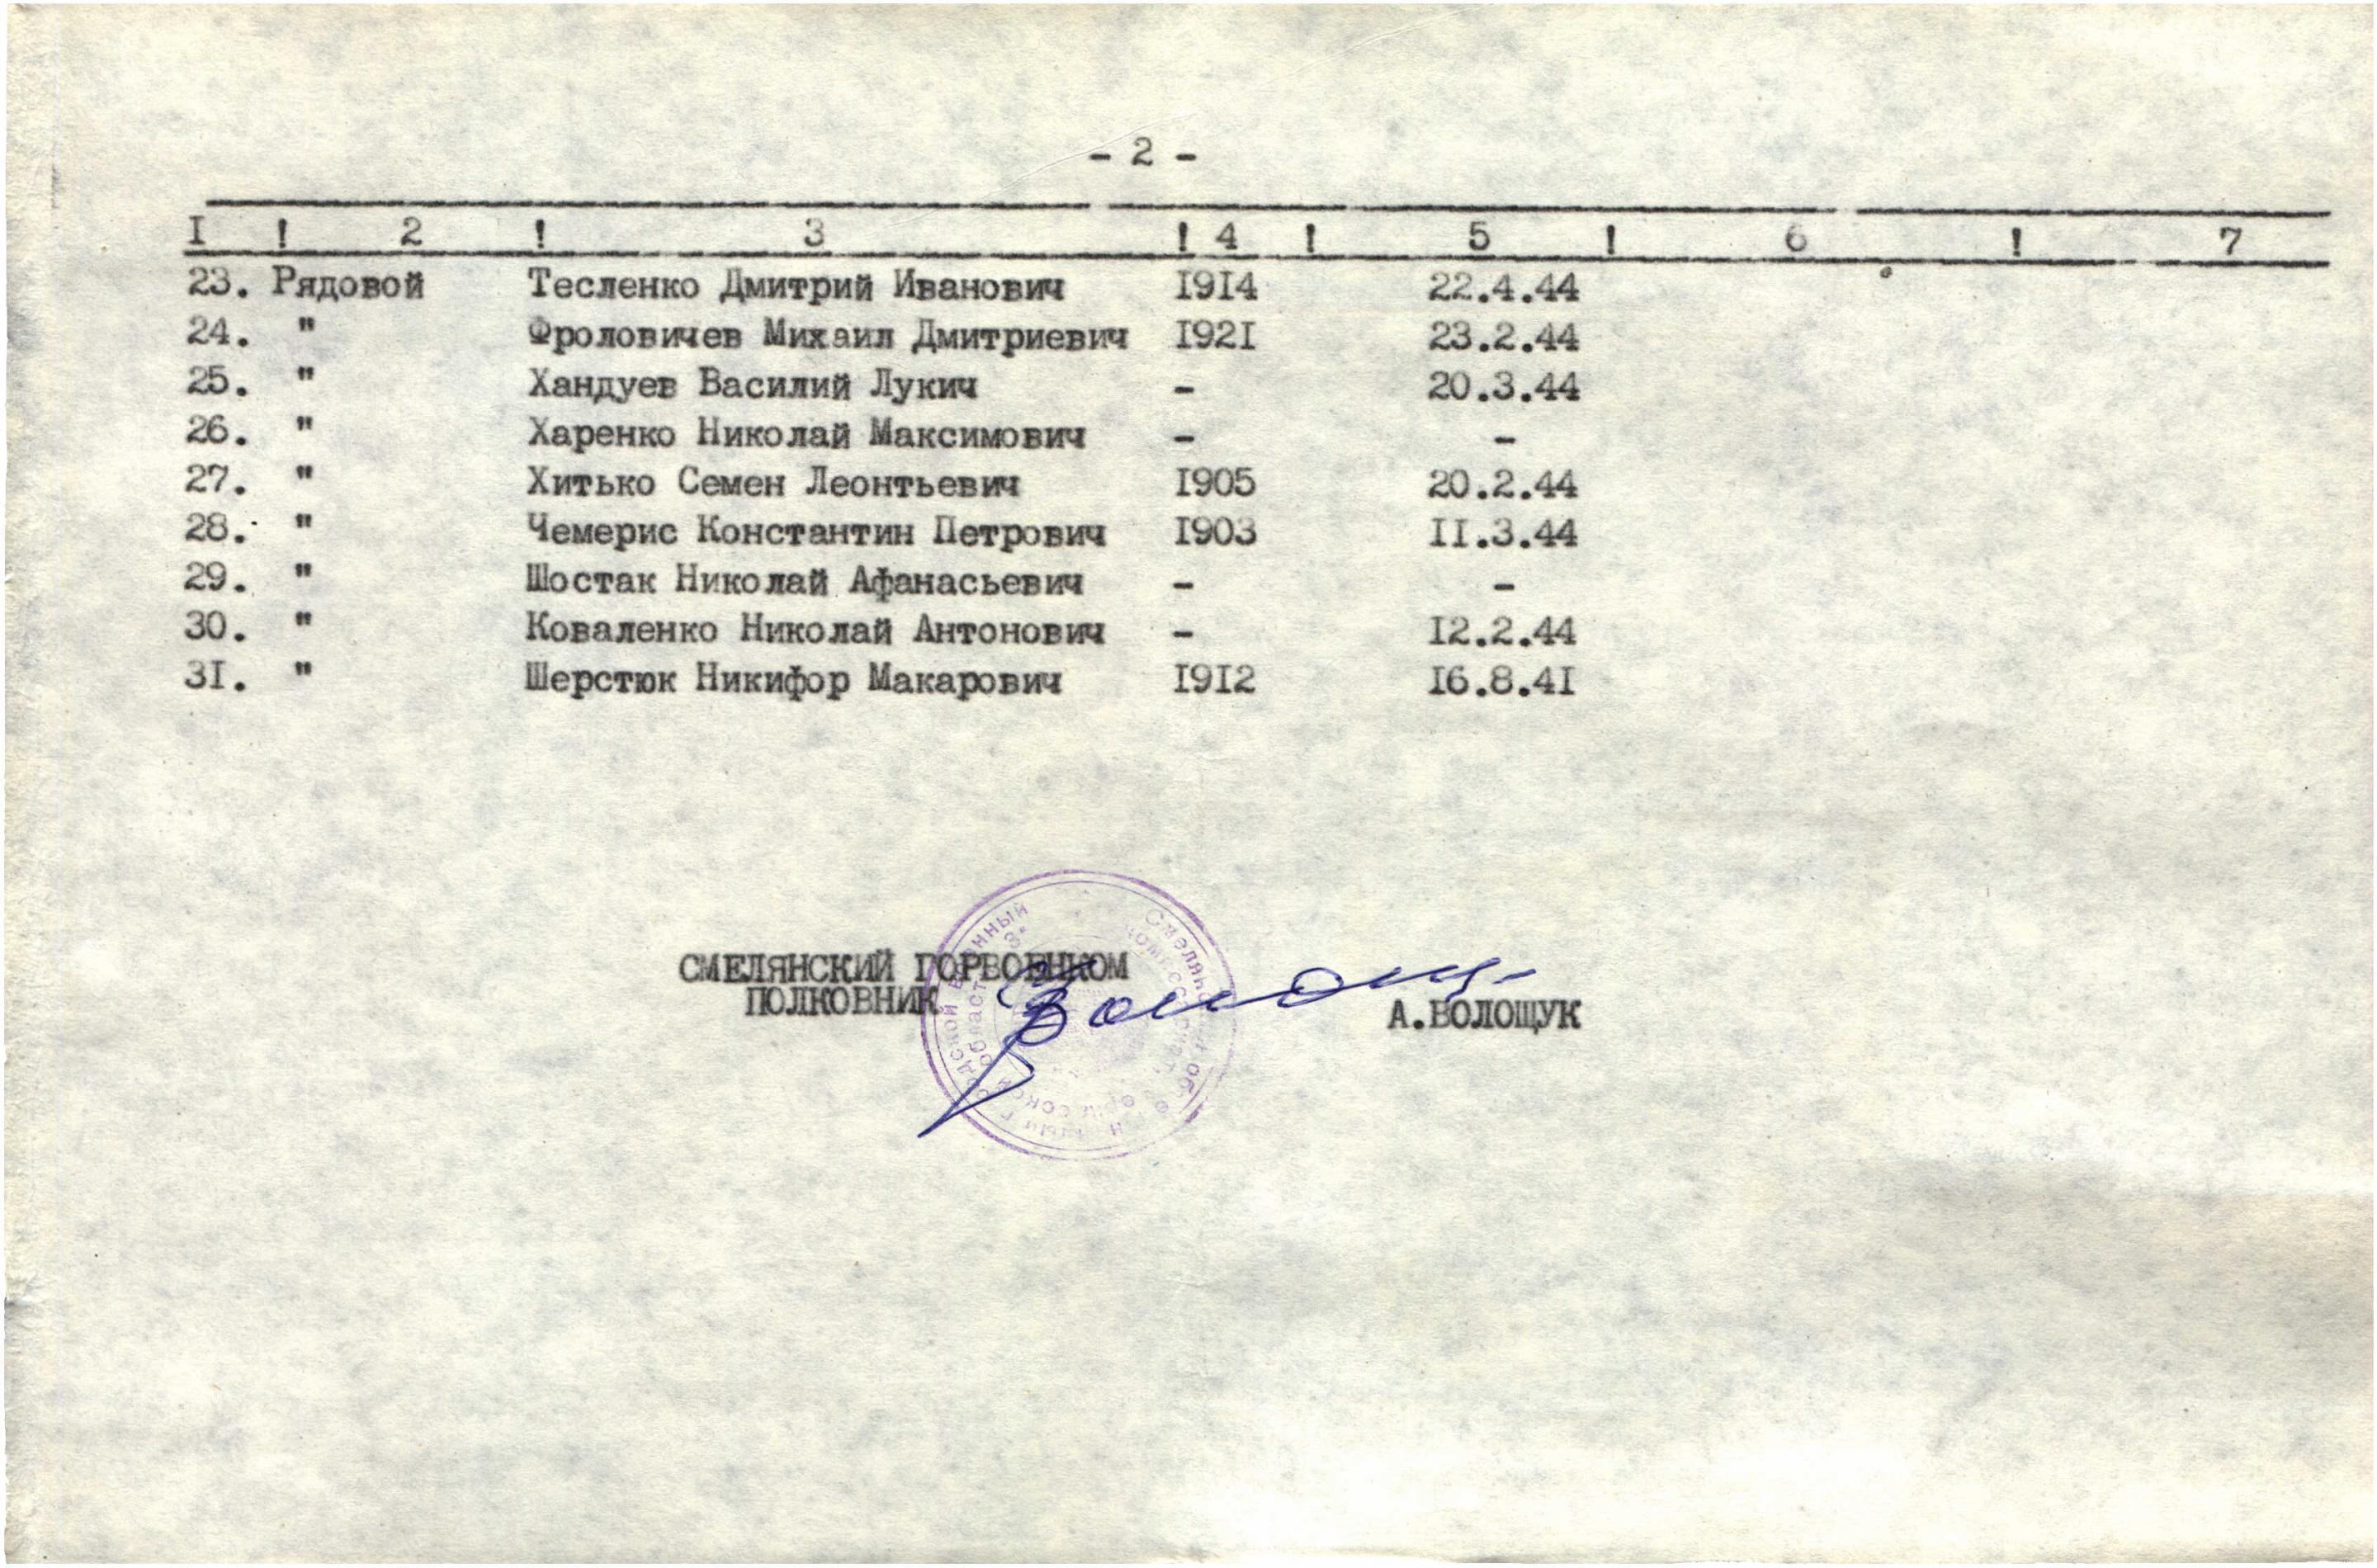 - 2 -
I ! 2 ! 3 ! 4 ! 5 ! 6 ! 7
23. Рядовой Тесленко Дмитрий Иванович I9I4 22.4.44
24. " Фроловичев Михаил Дмитриевич I92I 23.2.44
25. " Хандуев Василий Лукич - 20.3.44
26. " Харенко Николай Максимович - -
27. " Хитько Семен Леонтьевич I905 20.2.44
28. " Чемерис Константин Петрович I903 II.3.44
29. " Шостак Николай Афанасьевич - -
30. " Коваленко Николай Антонович - I2.2.44
3I. " Шерстюк Никифор Макарович I9I2 I6.8.4I
СМЕЛЯНСКИЙ ГОРВОЕНКОМ
ПОЛКОВНИК
А.ВОЛОЩУК